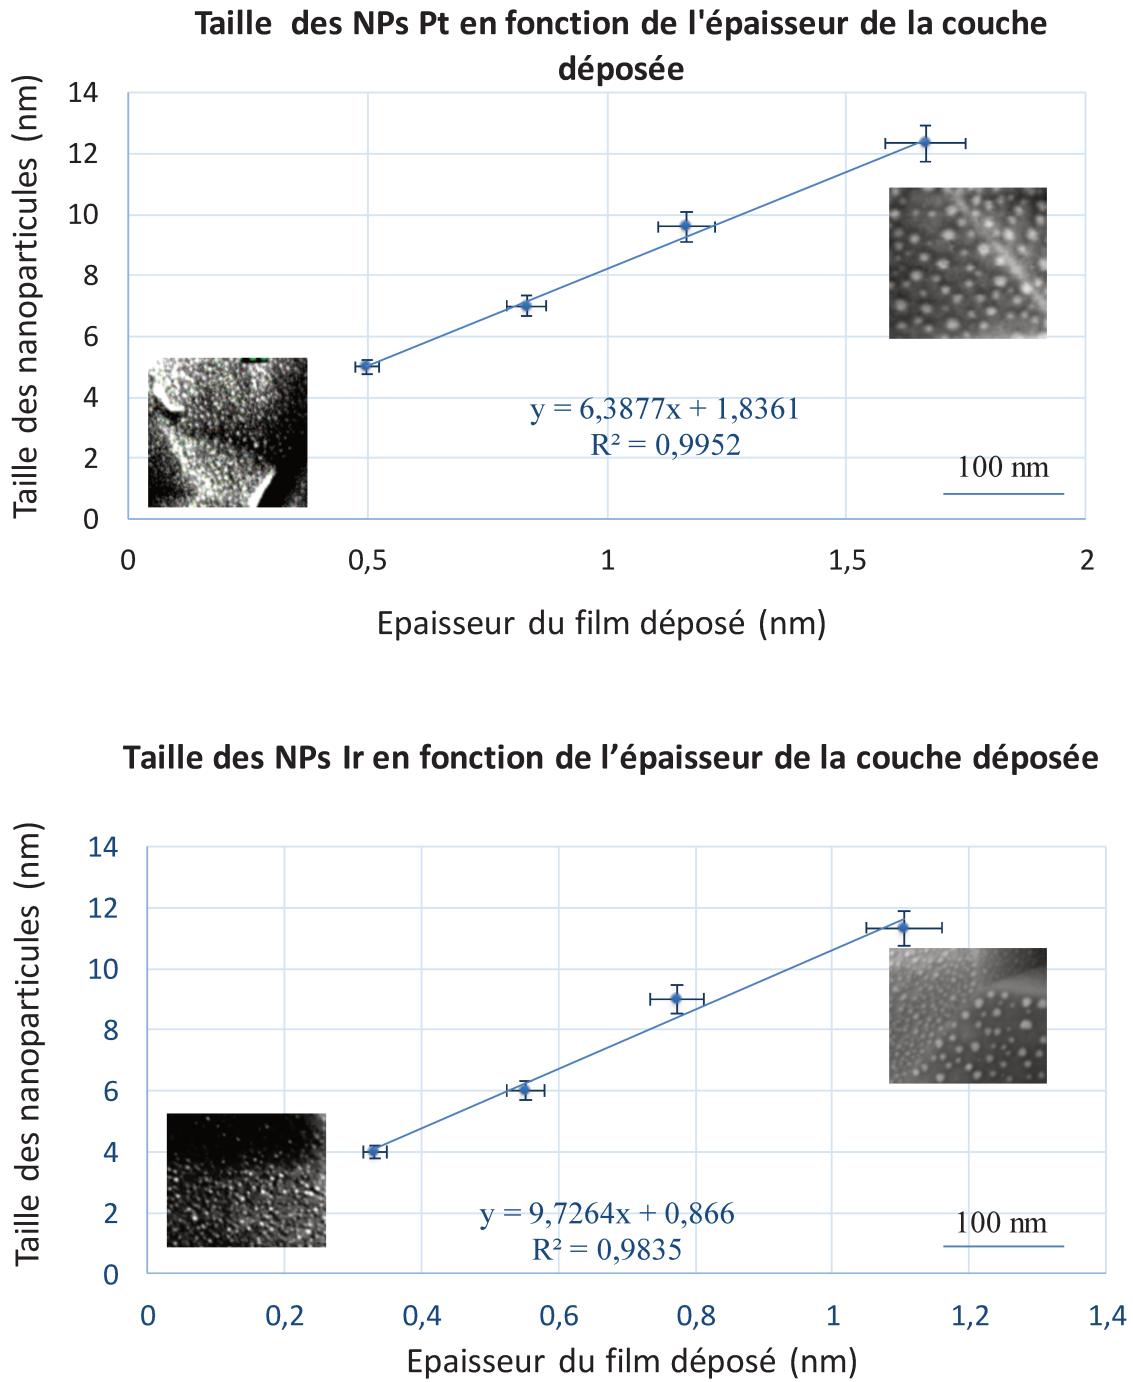 Taille des NPs Pt en fonction de l'épaisseur de la couche
déposée
Taille des nanoparticules (nm)
14
12
10
8
6
4
2
0
y = 6,3877x + 1,8361
R² = 0,9952
100 nm
0 0,5 1 1,5 2
Epaisseur du film déposé (nm)
Taille des NPs Ir en fonction de l’épaisseur de la couche déposée
Taille des nanoparticules (nm)
14
12
10
8
6
4
2
0
y = 9,7264x + 0,866
R² = 0,9835
100 nm
0 0,2 0,4 0,6 0,8 1 1,2 1,4
Epaisseur du film déposé (nm)